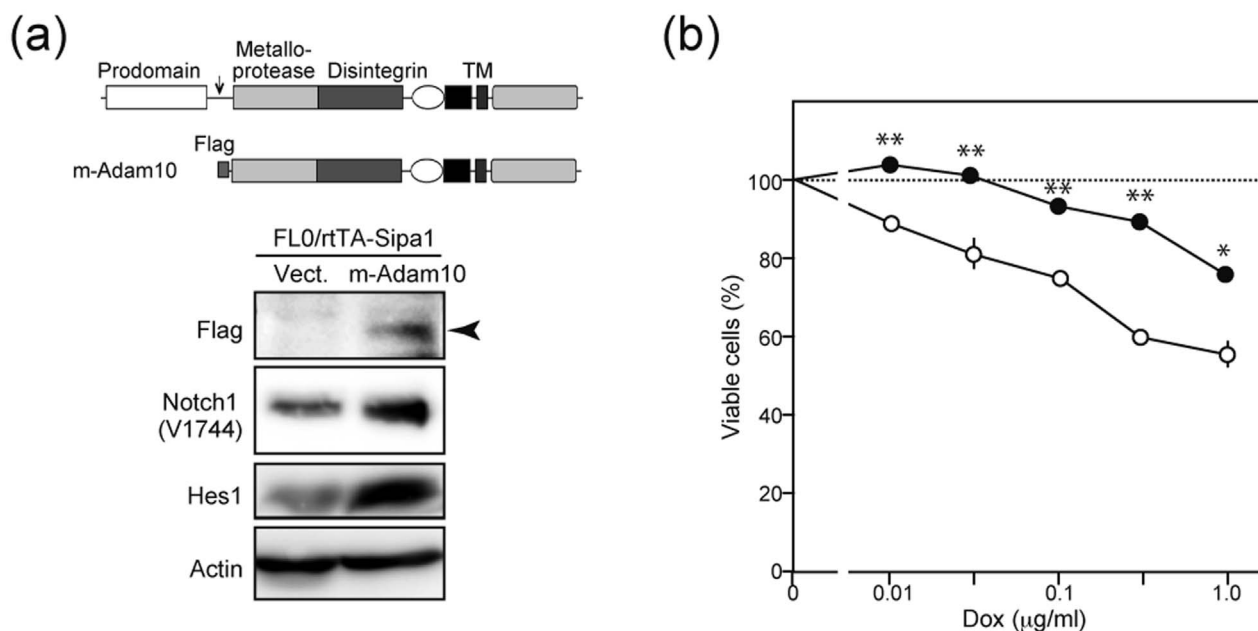 (a)
Prodomain
Metallo-
protease
Disintegrin
TM
Flag
m-Adam10
FL0/rtTA-Sipa1
Vect. m-Adam10
Flag
Notch1
(V1744)
Hes1
Actin
(b)
**
**
**
**
*
100
80
60
40
20
0
Viable cells (%)
0 0.01 0.1 1.0
Dox (μg/ml)